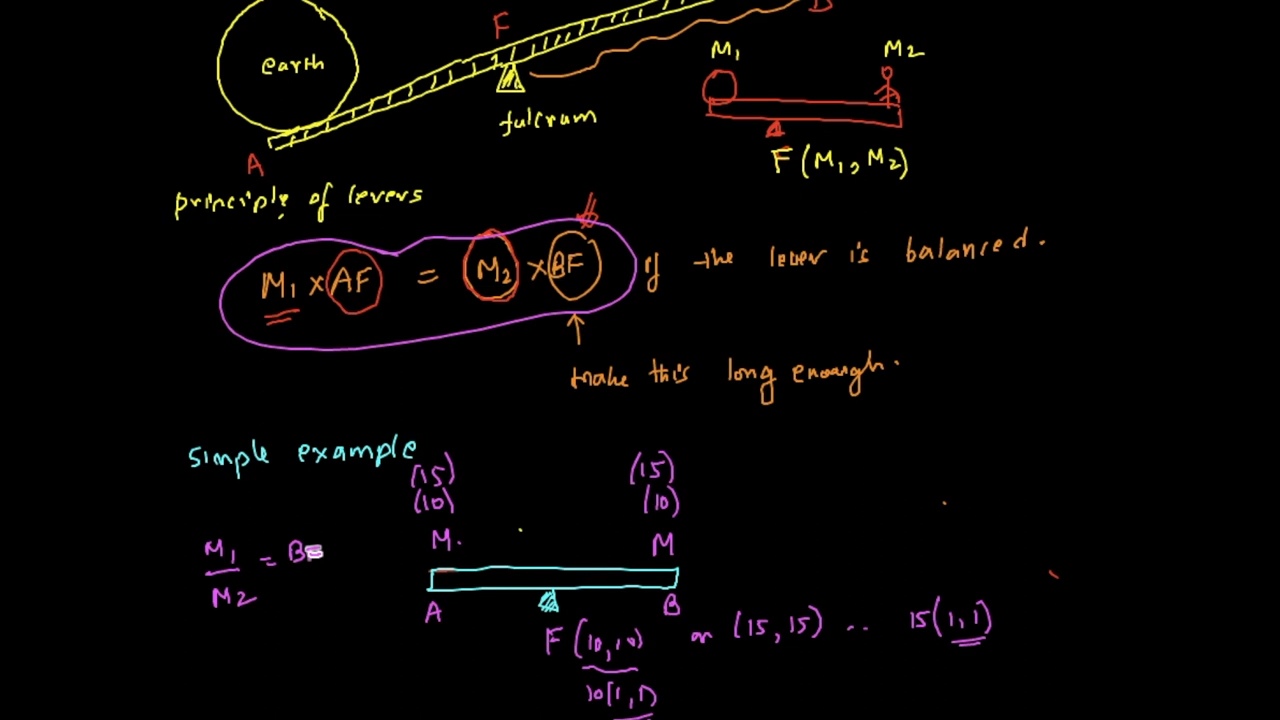 F B
earth M₁ M₂
fulcrum
A F (M₁, M₂)
principle of levers
M₁ × AF = M₂ × BF if the lever is balanced.
make this long enough.
simple example
(15) (15)
(10) (10)
M₁/M₂ = BF
M. M
A B
F (10,10) or (15,15) .. 15(1,1)
10(1,1)